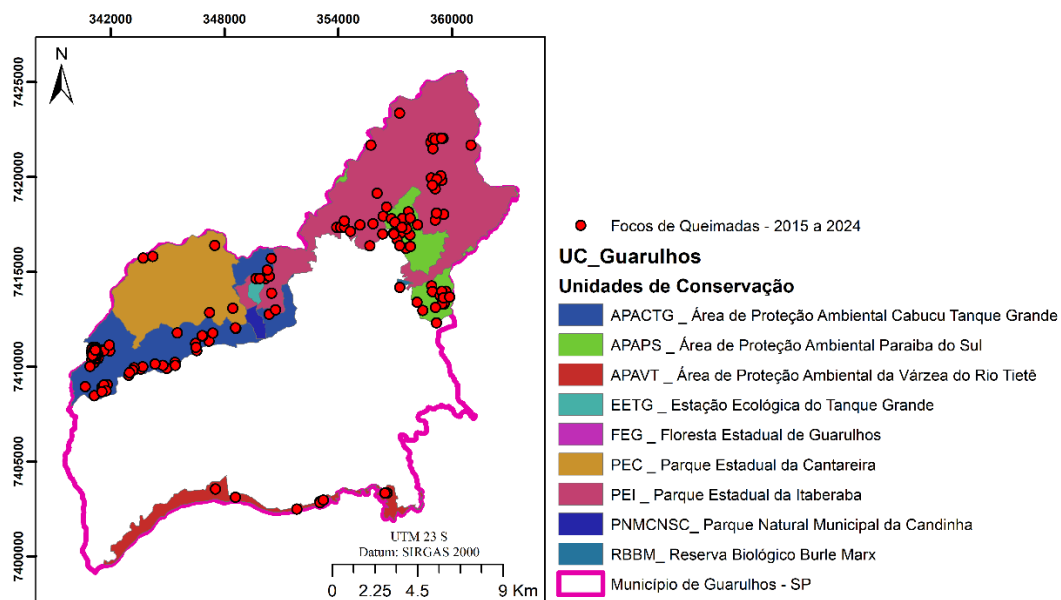 342000 348000 354000 360000
N
7425000
7420000
7415000
7410000
7405000
7400000
UTM 23 S
Datum: SIRGAS 2000
0 2.25 4.5 9 Km
Focos de Queimadas - 2015 a 2024
UC_Guarulhos
Unidades de Conservação
APACTG _ Área de Proteção Ambiental Cabucu Tanque Grande
APAPS _ Área de Proteção Ambiental Paraiba do Sul
APAVT _ Área de Proteção Ambiental da Várzea do Rio Tietê
EETG _ Estação Ecológica do Tanque Grande
FEG _ Floresta Estadual de Guarulhos
PEC _ Parque Estadual da Cantareira
PEI _ Parque Estadual da Itaberaba
PNMCNSC_ Parque Natural Municipal da Candinha
RBBM_ Reserva Biológico Burle Marx
Município de Guarulhos - SP